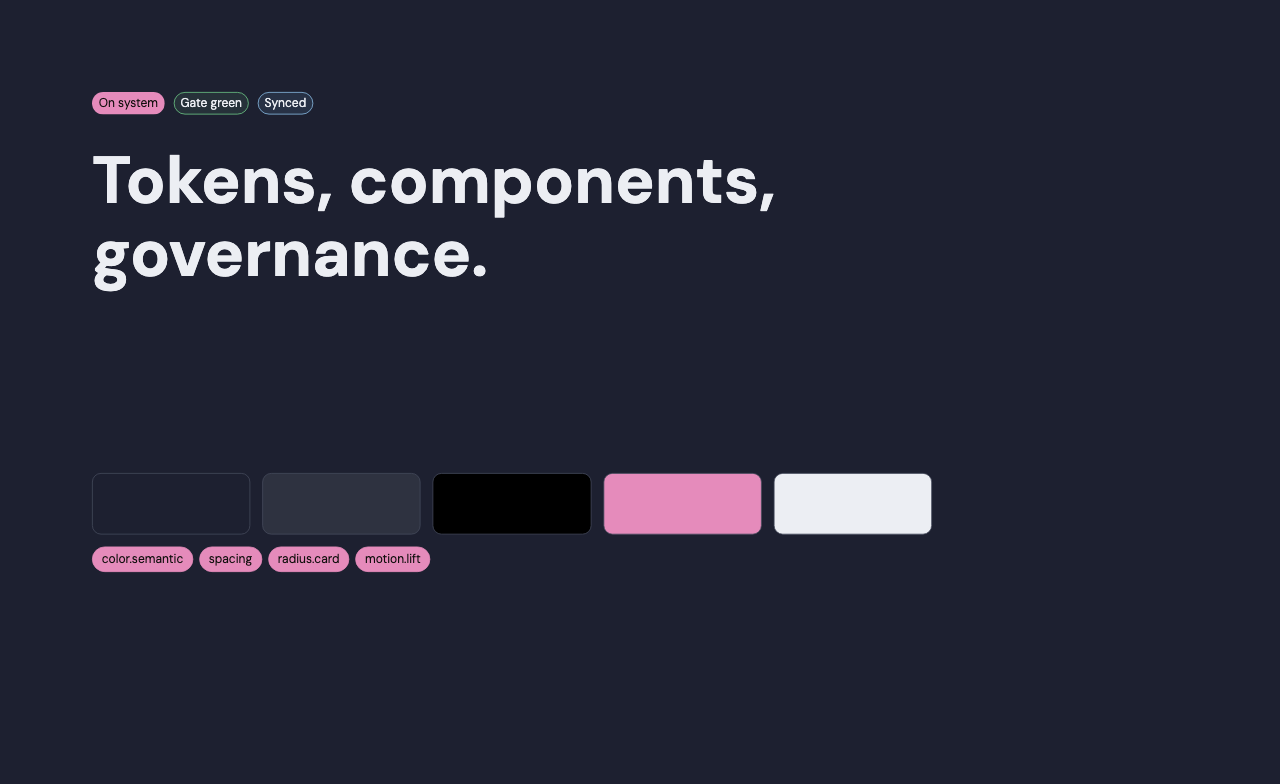 On system Gate green Synced
Tokens, components,
governance.
color.semantic spacing radius.card motion.lift